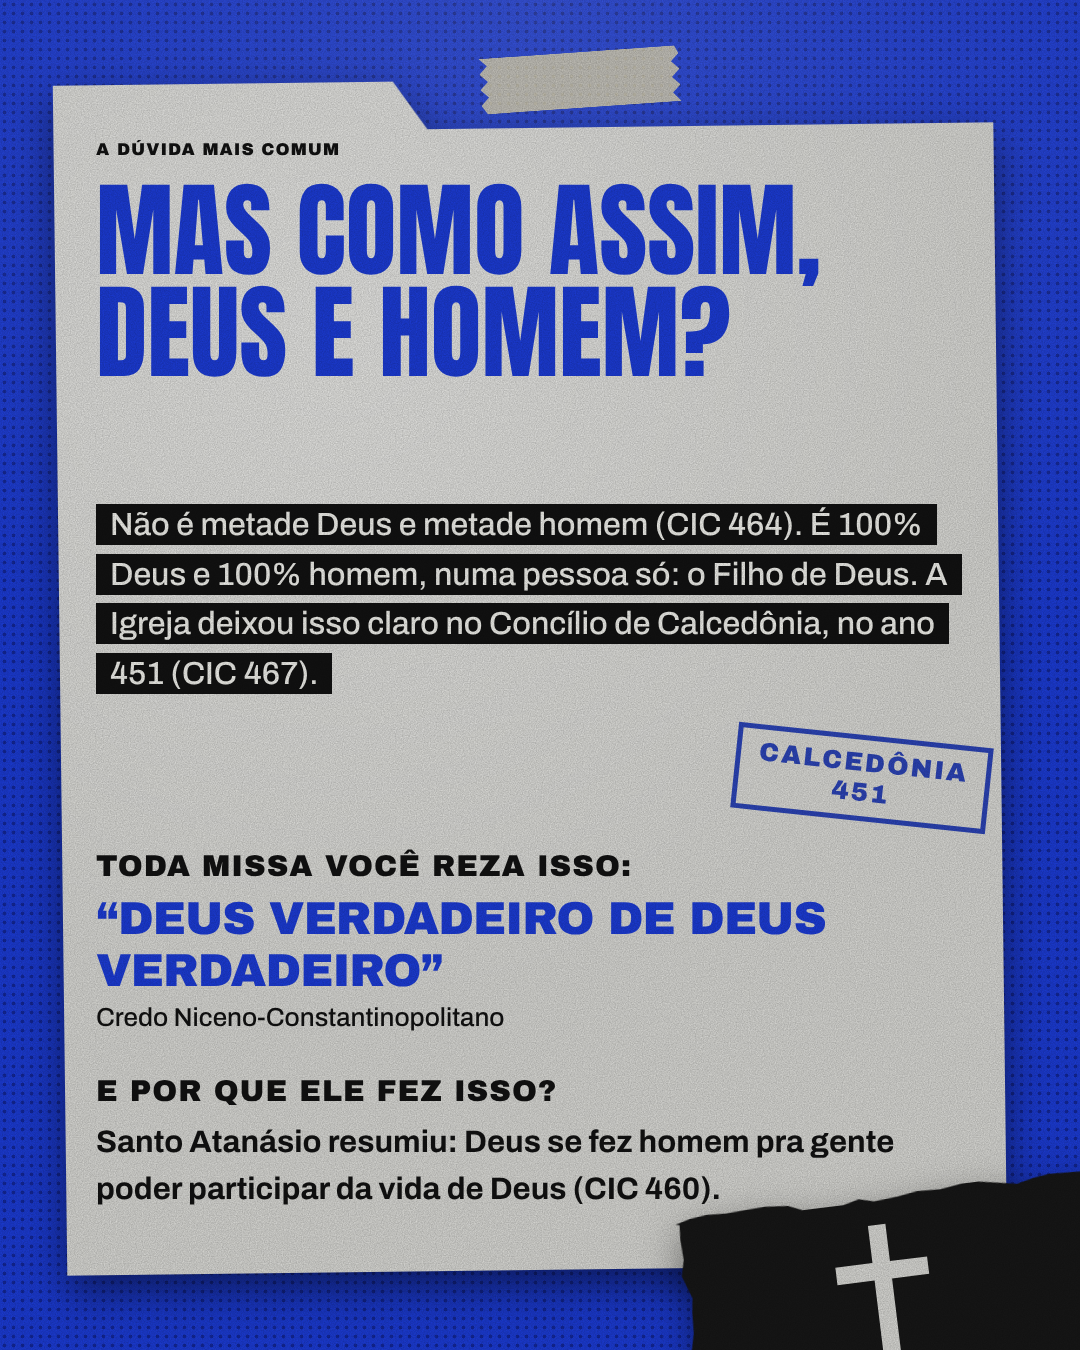 A DÚVIDA MAIS COMUM
MAS COMO ASSIM,
DEUS E HOMEM?
Não é metade Deus e metade homem (CIC 464). É 100%
Deus e 100% homem, numa pessoa só: o Filho de Deus. A
Igreja deixou isso claro no Concílio de Calcedônia, no ano
451 (CIC 467).
CALCEDÔNIA
451
TODA MISSA VOCÊ REZA ISSO:
“DEUS VERDADEIRO DE DEUS
VERDADEIRO”
Credo Niceno-Constantinopolitano
E POR QUE ELE FEZ ISSO?
Santo Atanásio resumiu: Deus se fez homem pra gente
poder participar da vida de Deus (CIC 460).